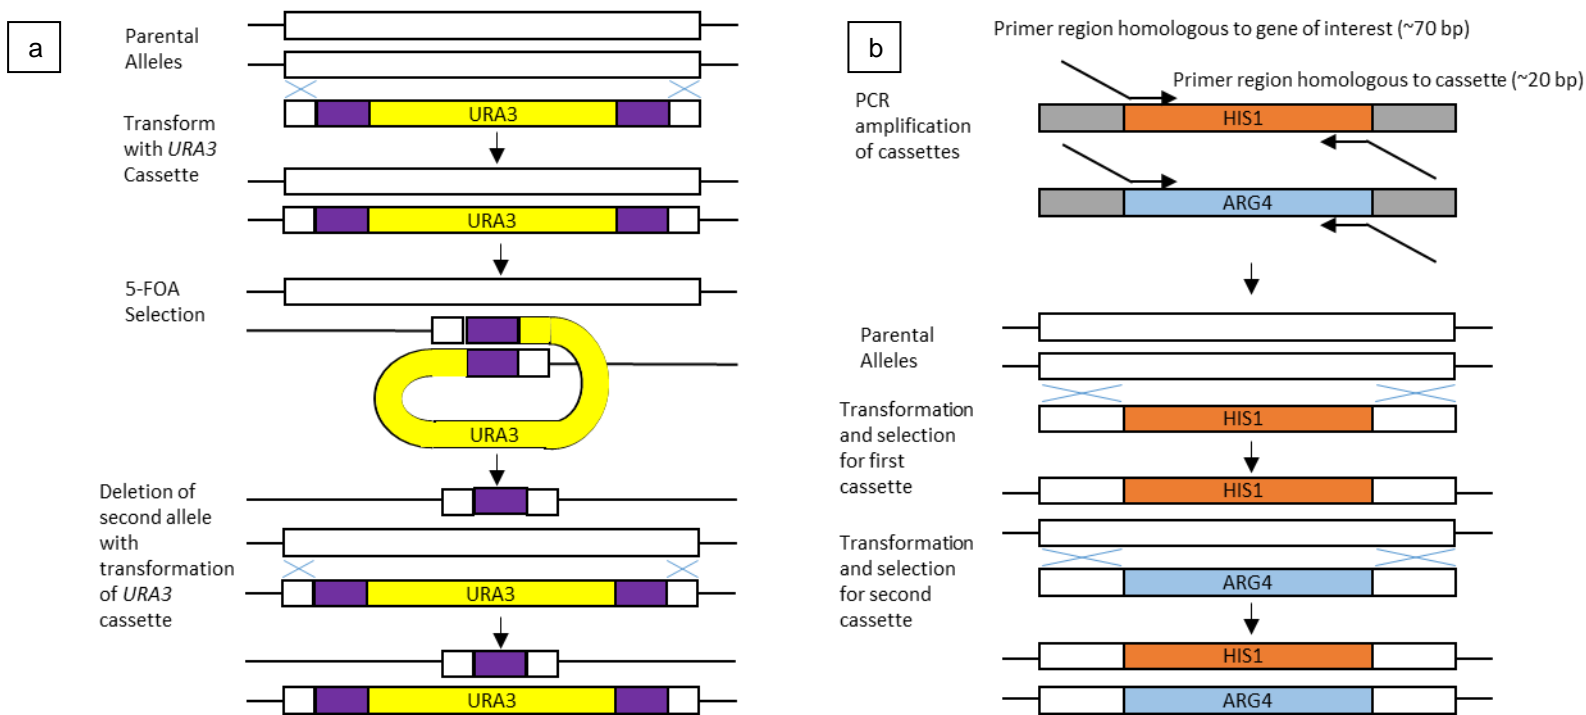 a
Parental
Alleles
URA3
Transform
with URA3
Cassette
URA3
5-FOA
Selection
URA3
Deletion of
second allele
with
transformation
of URA3
cassette
URA3
URA3
b
Primer region homologous to gene of interest (~70 bp)
Primer region homologous to cassette (~20 bp)
PCR
amplification
of cassettes
HIS1
ARG4
Parental
Alleles
Transformation
and selection
for first
cassette
HIS1
HIS1
Transformation
and selection
for second
cassette
ARG4
HIS1
ARG4